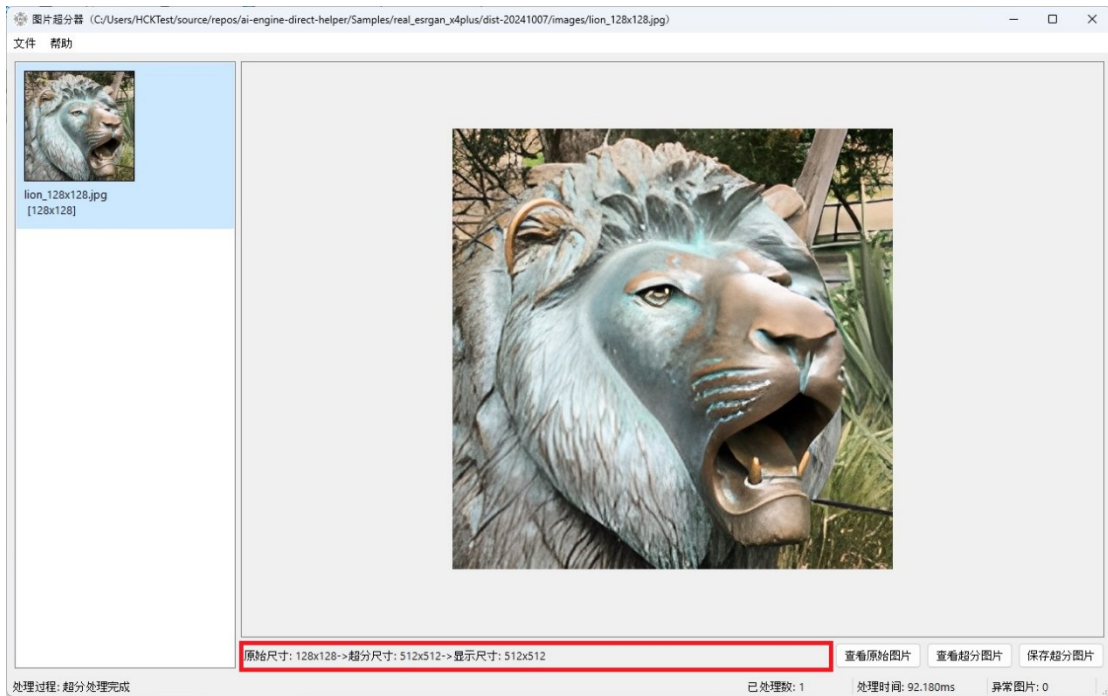 图片超分器 (C:/Users/HCKTest/source/repos/ai-engine-direct-helper/Samples/real_esrgan_x4plus/dist-20241007/images/lion_128x128.jpg)
文件 帮助
lion_128x128.jpg
[128x128]
原始尺寸: 128x128->超分尺寸: 512x512->显示尺寸: 512x512
查看原始图片 查看超分图片 保存超分图片
处理过程: 超分处理完成 已处理数: 1 处理时间: 92.180ms 异常图片: 0